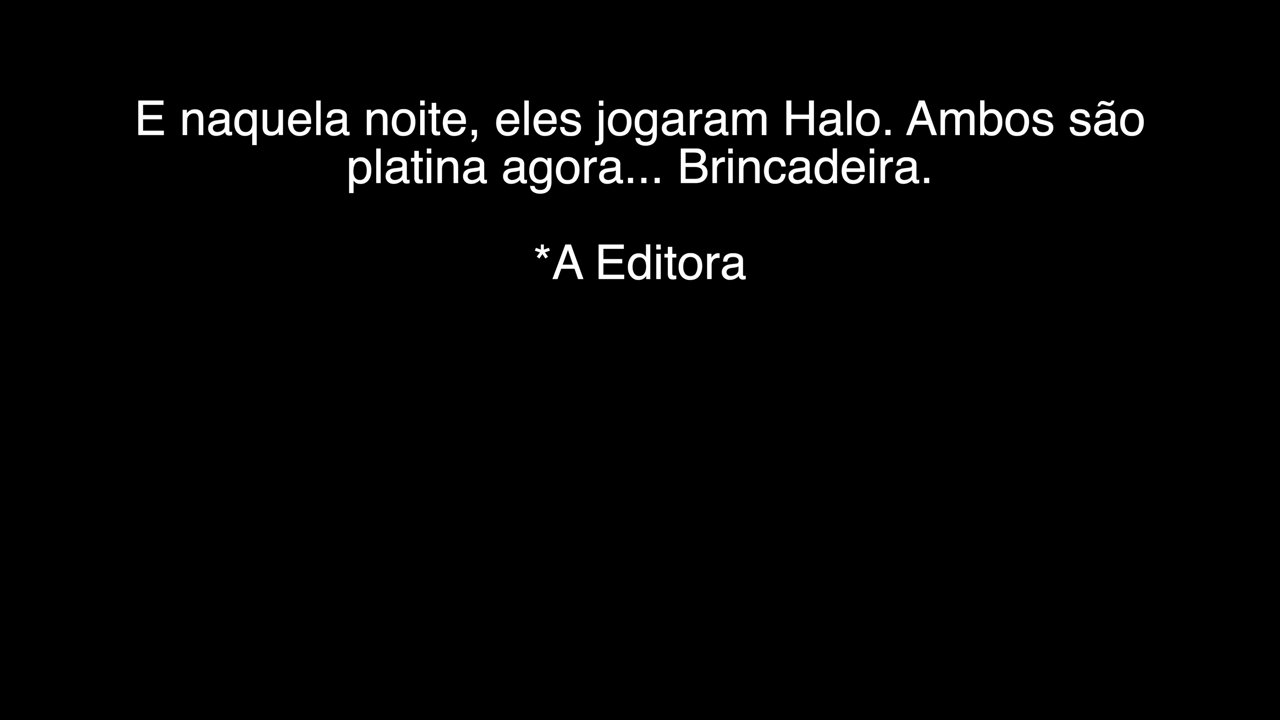 E naquela noite, eles jogaram Halo. Ambos são
platina agora... Brincadeira.
*A Editora